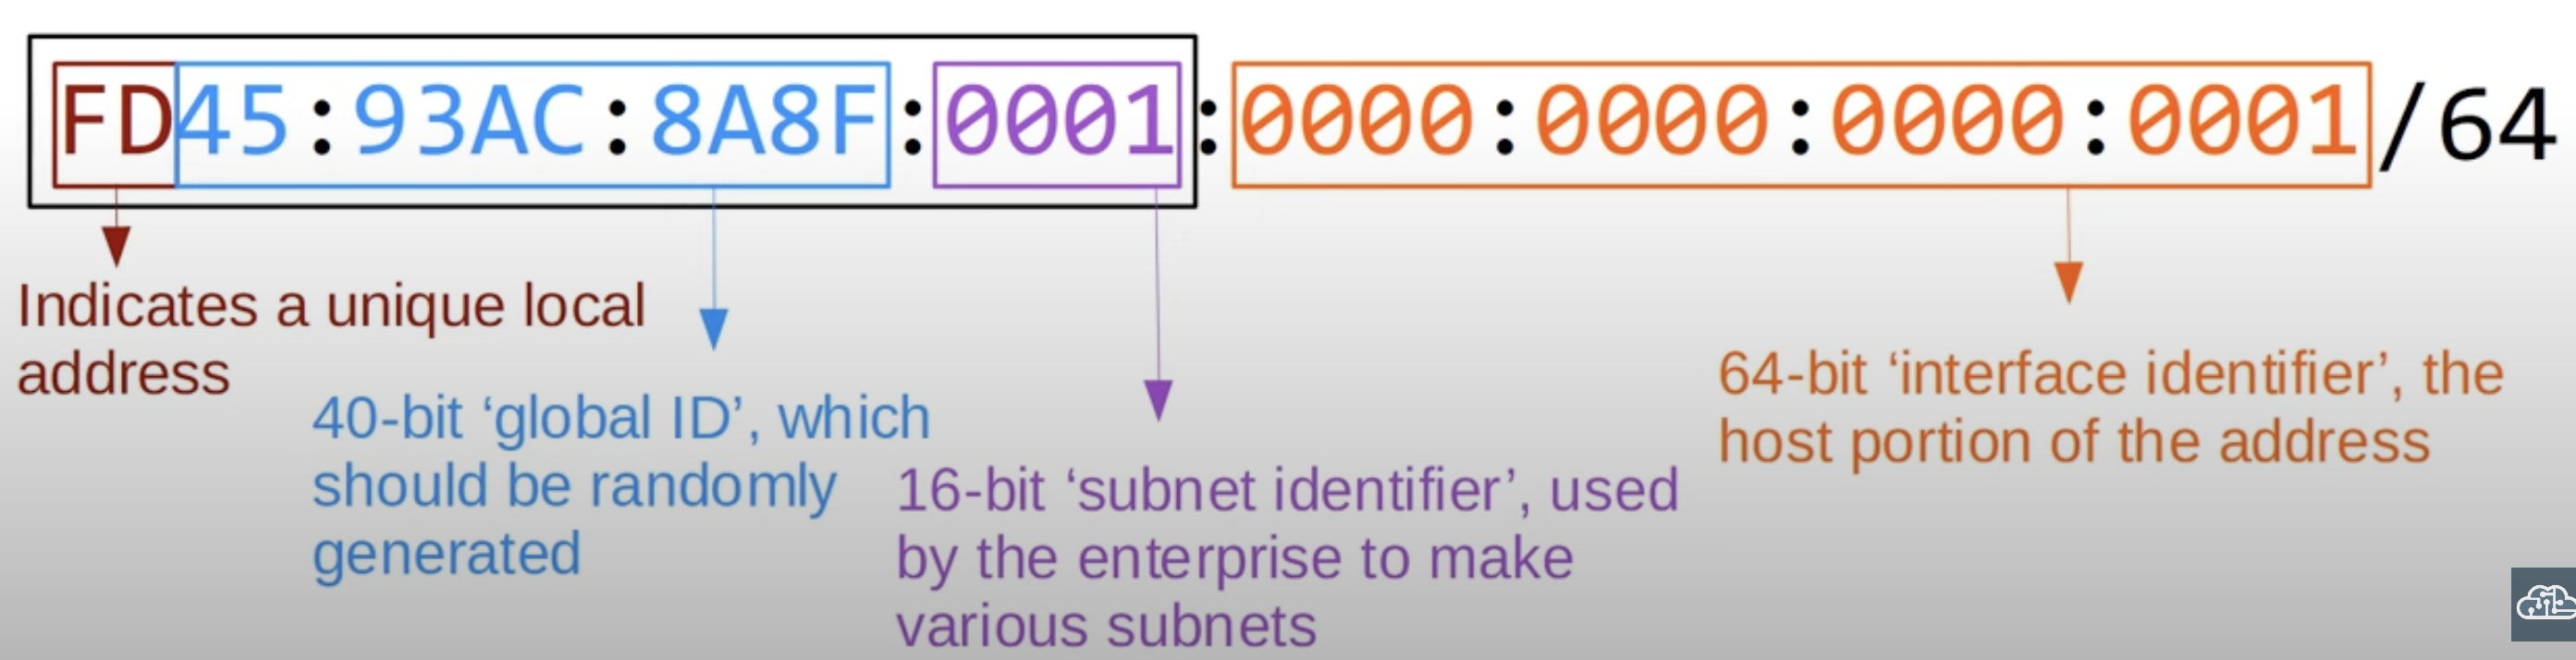 FD45:93AC:8A8F:0001:0000:0000:0000:0001/64
Indicates a unique local
address
40-bit ‘global ID’, which
should be randomly
generated
16-bit ‘subnet identifier’, used
by the enterprise to make
various subnets
64-bit ‘interface identifier’, the
host portion of the address